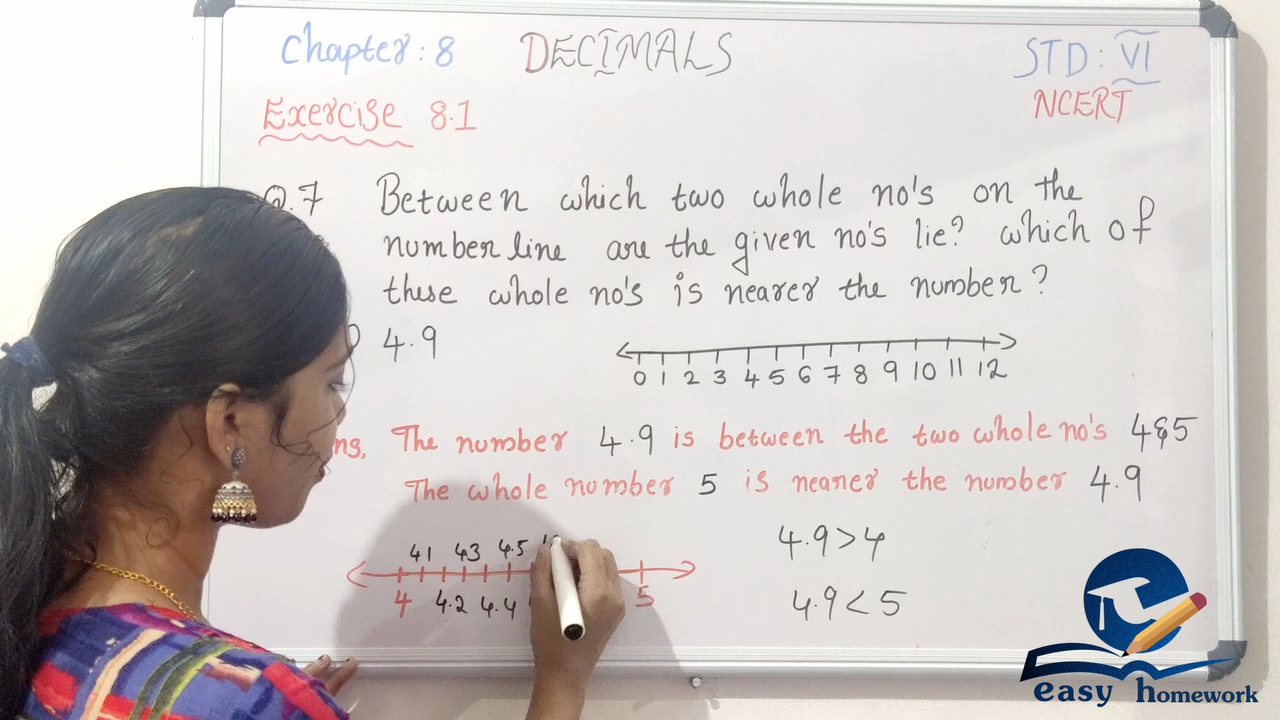 Chapter : 8 DECIMALS STD : VI
Exercise 8.1 NCERT
Q.7 Between which two whole no's on the
number line are the given no's lie? which of
these whole no's is nearer the number?
4.9
0 1 2 3 4 5 6 7 8 9 10 11 12
The number 4.9 is between the two whole no's 4&5
The whole number 5 is nearer the number 4.9
4.9 > 4
41 43 4.5
4 4.2 4.4 5
4.9 < 5
easy homework